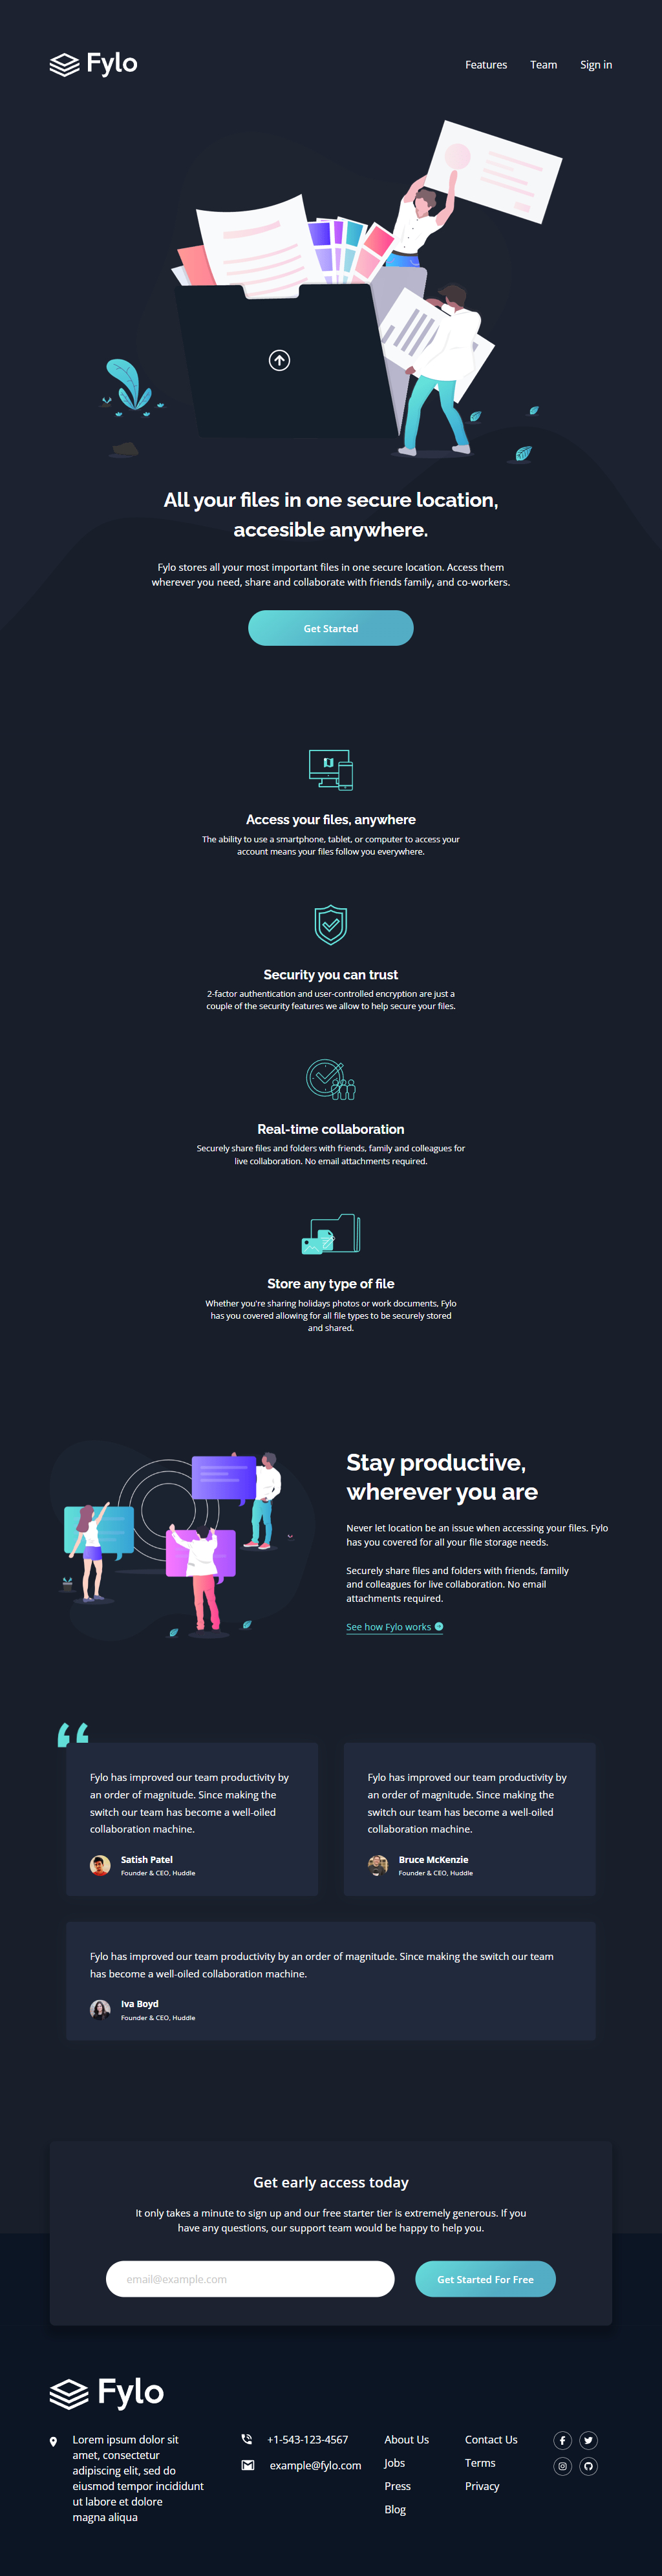 Fylo
Features Team Sign in
All your files in one secure location,
accesible anywhere.
Fylo stores all your most important files in one secure location. Access them
wherever you need, share and collaborate with friends family, and co-workers.
Get Started
Access your files, anywhere
The ability to use a smartphone, tablet, or computer to access your
account means your files follow you everywhere.
Security you can trust
2-factor authentication and user-controlled encryption are just a
couple of the security features we allow to help secure your files.
Real-time collaboration
Securely share files and folders with friends, family and colleagues for
live collaboration. No email attachments required.
Store any type of file
Whether you're sharing holidays photos or work documents, Fylo
has you covered allowing for all file types to be securely stored
and shared.
Stay productive,
wherever you are
Never let location be an issue when accessing your files. Fylo
has you covered for all your file storage needs.
Securely share files and folders with friends, familly
and colleagues for live collaboration. No email
attachments required.
See how Fylo works
“
Fylo has improved our team productivity by
an order of magnitude. Since making the
switch our team has become a well-oiled
collaboration machine.
Satish Patel
Founder & CEO, Huddle
Fylo has improved our team productivity by
an order of magnitude. Since making the
switch our team has become a well-oiled
collaboration machine.
Bruce McKenzie
Founder & CEO, Huddle
Fylo has improved our team productivity by an order of magnitude. Since making the switch our team
has become a well-oiled collaboration machine.
Iva Boyd
Founder & CEO, Huddle
Get early access today
It only takes a minute to sign up and our free starter tier is extremely generous. If you
have any questions, our support team would be happy to help you.
email@example.com
Get Started For Free
Fylo
Lorem ipsum dolor sit
amet, consectetur
adipiscing elit, sed do
eiusmod tempor incididunt
ut labore et dolore
magna aliqua
+1-543-123-4567
example@fylo.com
About Us
Jobs
Press
Blog
Contact Us
Terms
Privacy